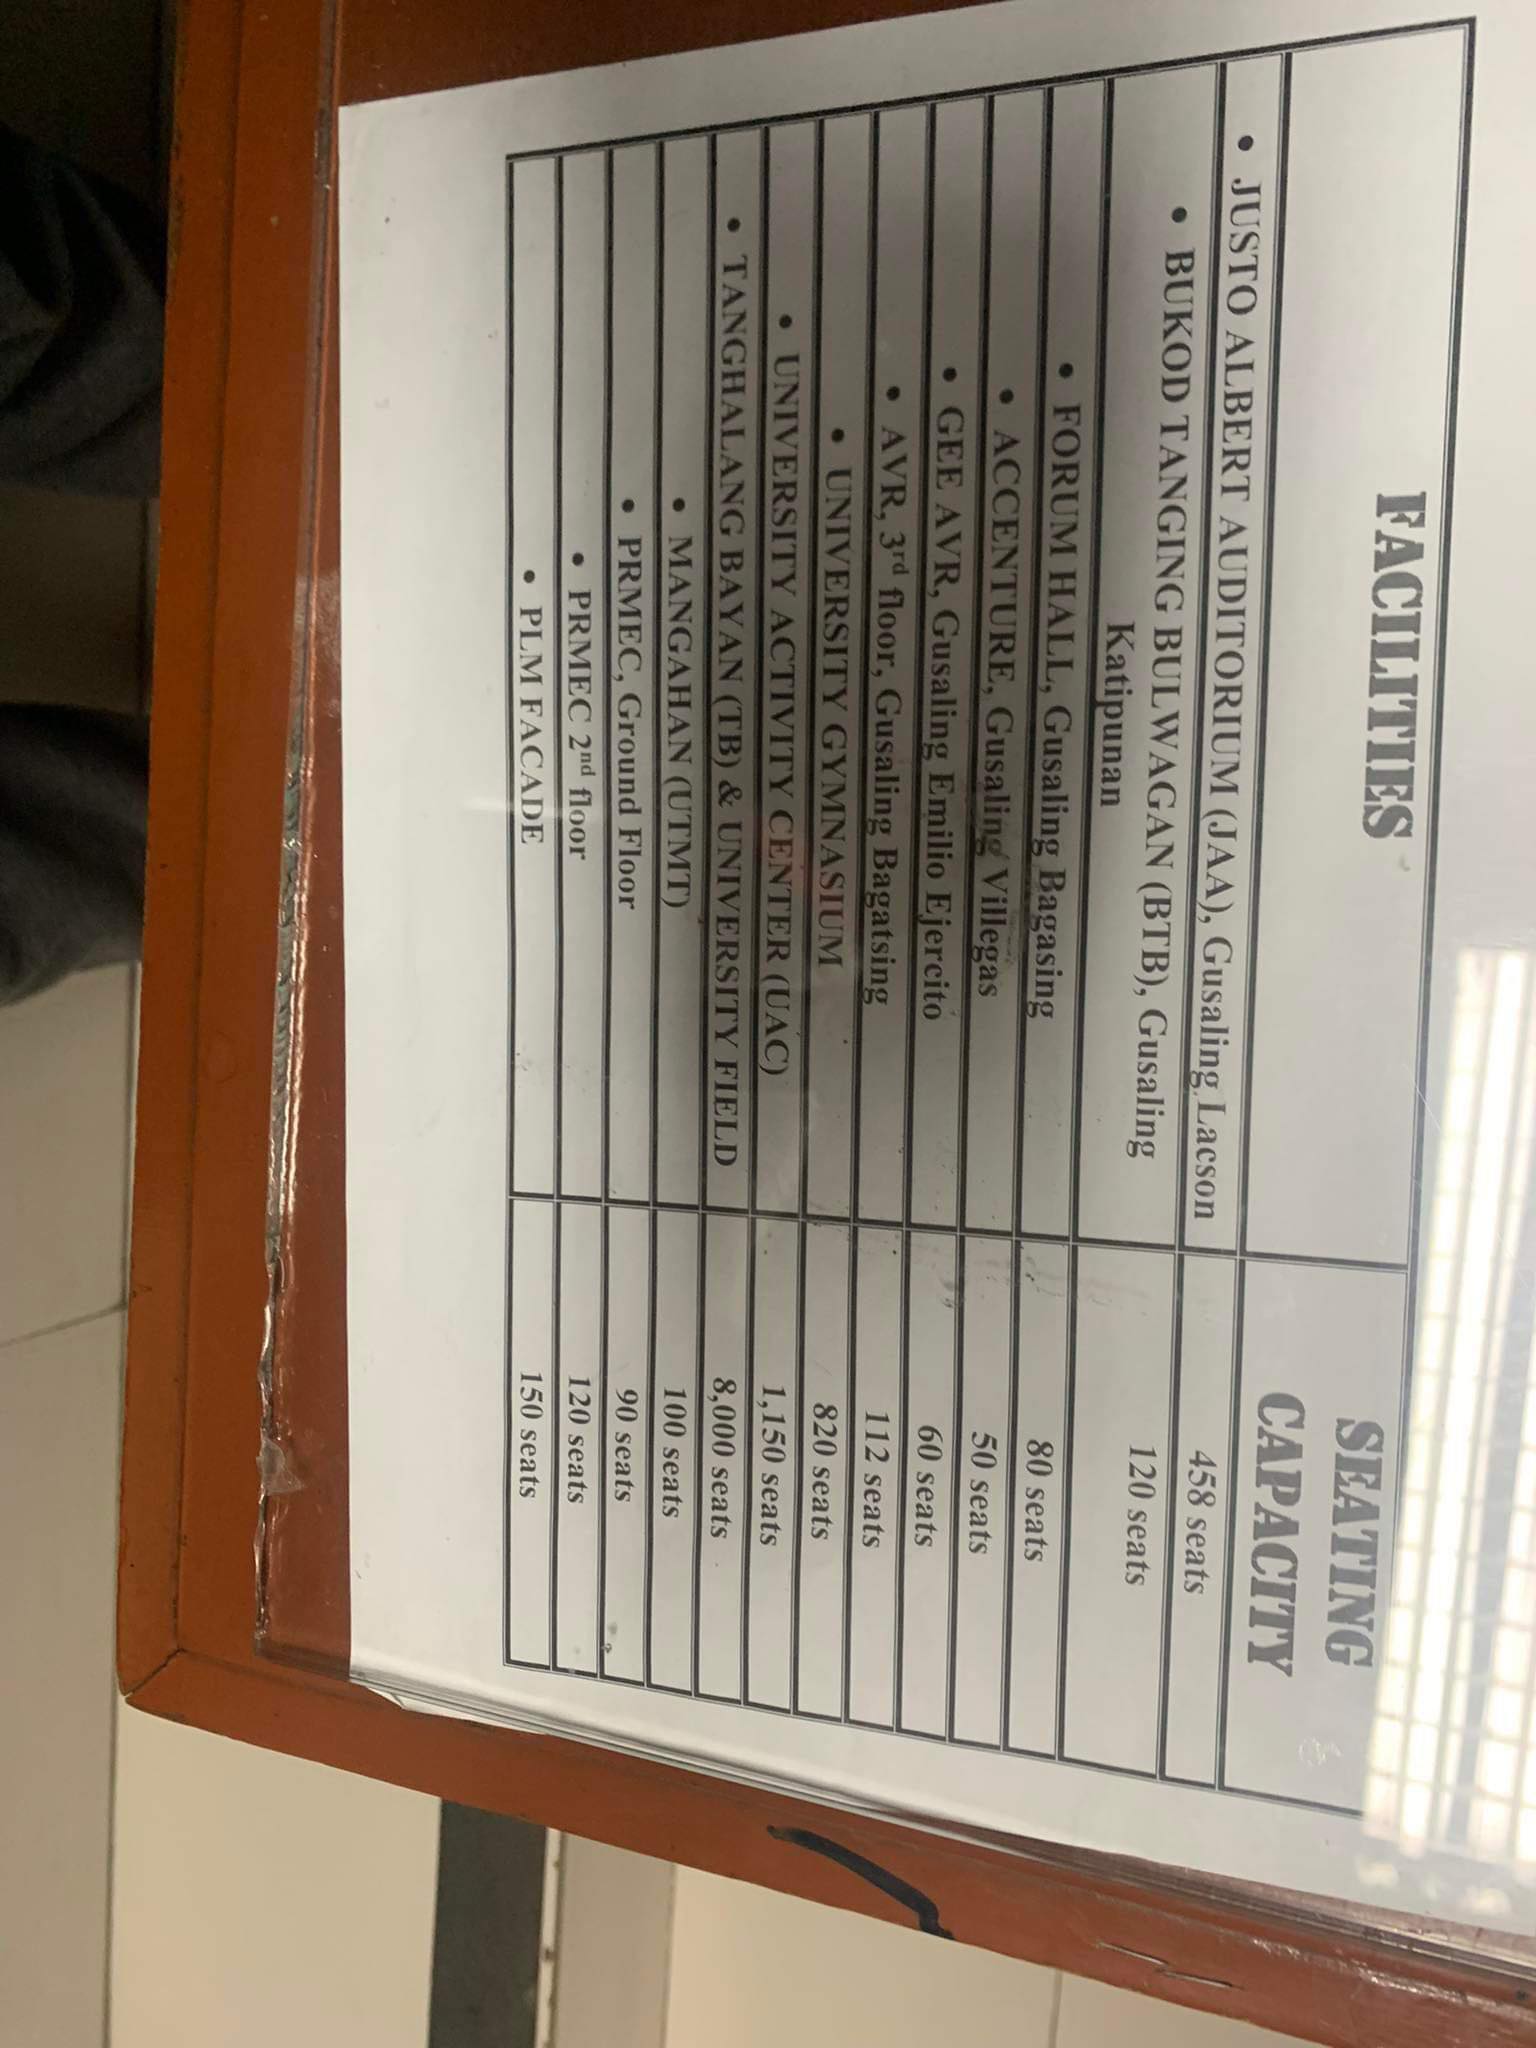 FACILITIES
SEATING
CAPACITY
• JUSTO ALBERT AUDITORIUM (JAA), Gusaling Lacson
458 seats
• BUKOD TANGING BULWAGAN (BTB), Gusaling
Katipunan
120 seats
• FORUM HALL, Gusaling Bagasing
80 seats
• ACCENTURE, Gusaling Villegas
50 seats
• GEE AVR, Gusaling Emilio Ejercito
60 seats
• AVR, 3rd floor, Gusaling Bagatsing
112 seats
• UNIVERSITY GYMNASIUM
820 seats
• UNIVERSITY ACTIVITY CENTER (UAC)
1,150 seats
• TANGHALANG BAYAN (TB) & UNIVERSITY FIELD
8,000 seats
• MANGAHAN (UTMT)
100 seats
• PRMEC, Ground Floor
90 seats
• PRMEC 2nd floor
120 seats
• PLM FACADE
150 seats